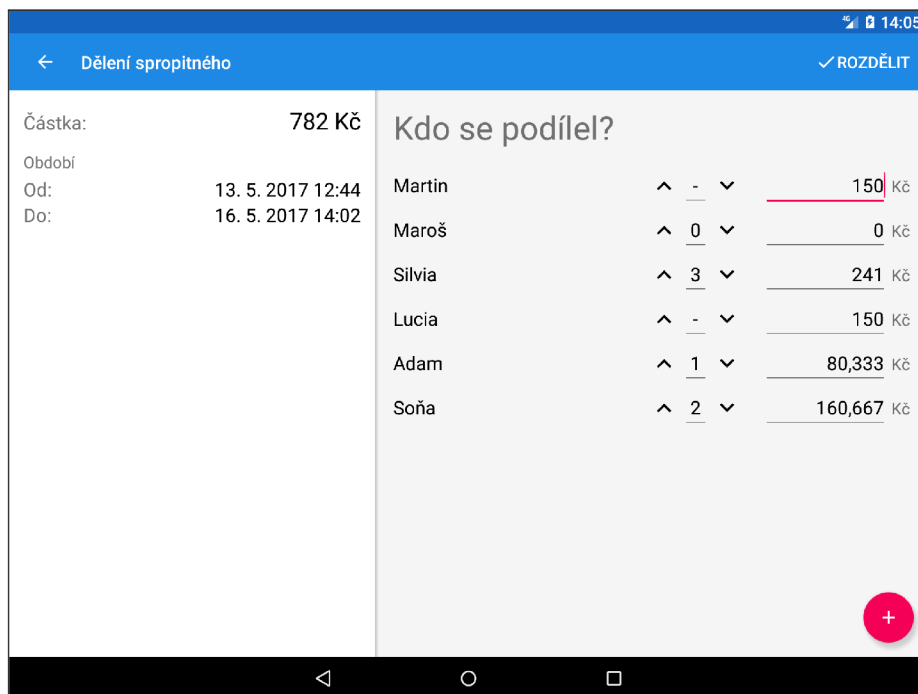 4G 14:05
Dělení spropitného ROZDĚLIT
Částka: 782 Kč
Období
Od: 13. 5. 2017 12:44
Do: 16. 5. 2017 14:02
Kdo se podílel?
Martin - 150 Kč
Maroš 0 0 Kč
Silvia 3 241 Kč
Lucia - 150 Kč
Adam 1 80,333 Kč
Soňa 2 160,667 Kč
+